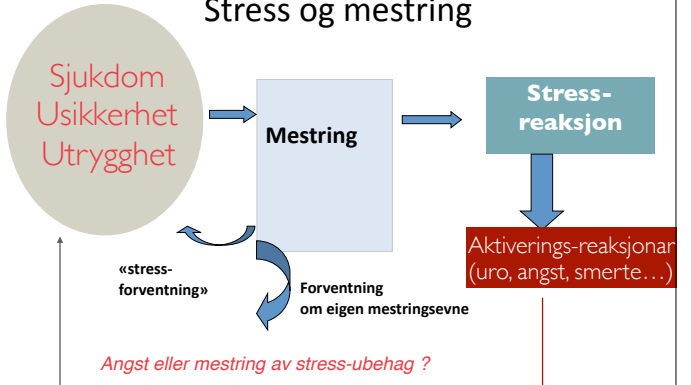 Stress og mestring
Sjukdom
Usikkerhet
Utrygghet
Mestring
Stress-
reaksjon
Aktiverings-reaksjonar
(uro, angst, smerte…)
«stress-
forventning»
Forventning
om eigen mestringsevne
Angst eller mestring av stress-ubehag ?